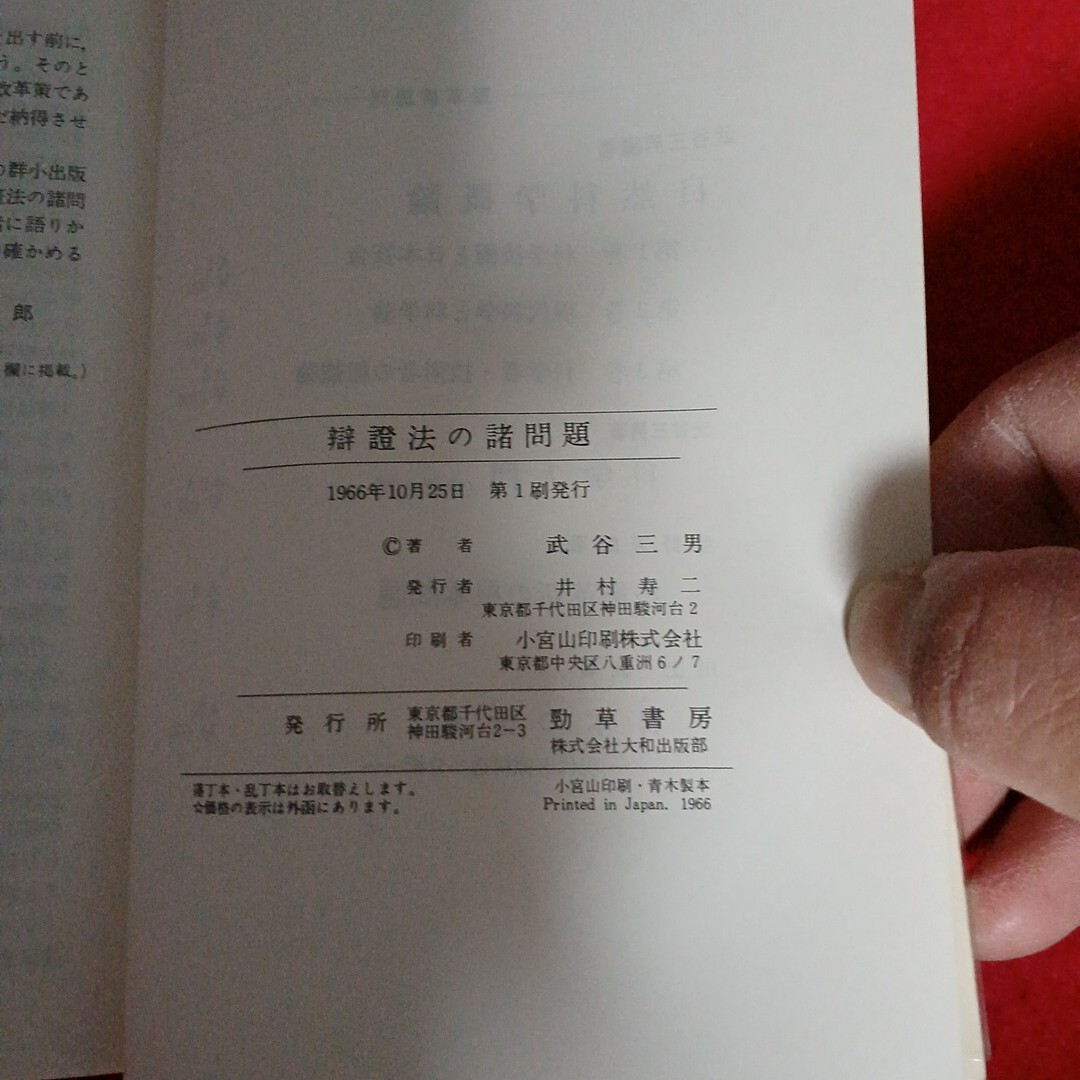 出す前に,
う。そのと
改革策であ
納得させ
の群小出版
証法の諸問
者に語りか
確かめる
郎
欄に掲載。)
辯證法の諸問題
1966年10月25日 第1刷発行
©著者 武谷三男
発行者 井村寿二
東京都千代田区神田駿河台2
印刷者 小宮山印刷株式会社
東京都中央区八重洲6ノ7
発行所 東京都千代田区神田駿河台2-3 勁草書房
株式会社大和出版部
落丁本・乱丁本はお取替えします。
☆価格の表示は外函にあります。
小宮山印刷・青木製本
Printed in Japan. 1966